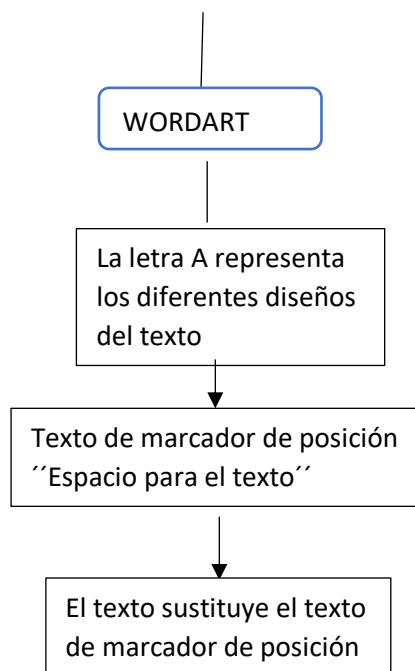 WORDART
La letra A representa
los diferentes diseños
del texto
Texto de marcador de posición
´´Espacio para el texto´´
El texto sustituye el texto
de marcador de posición